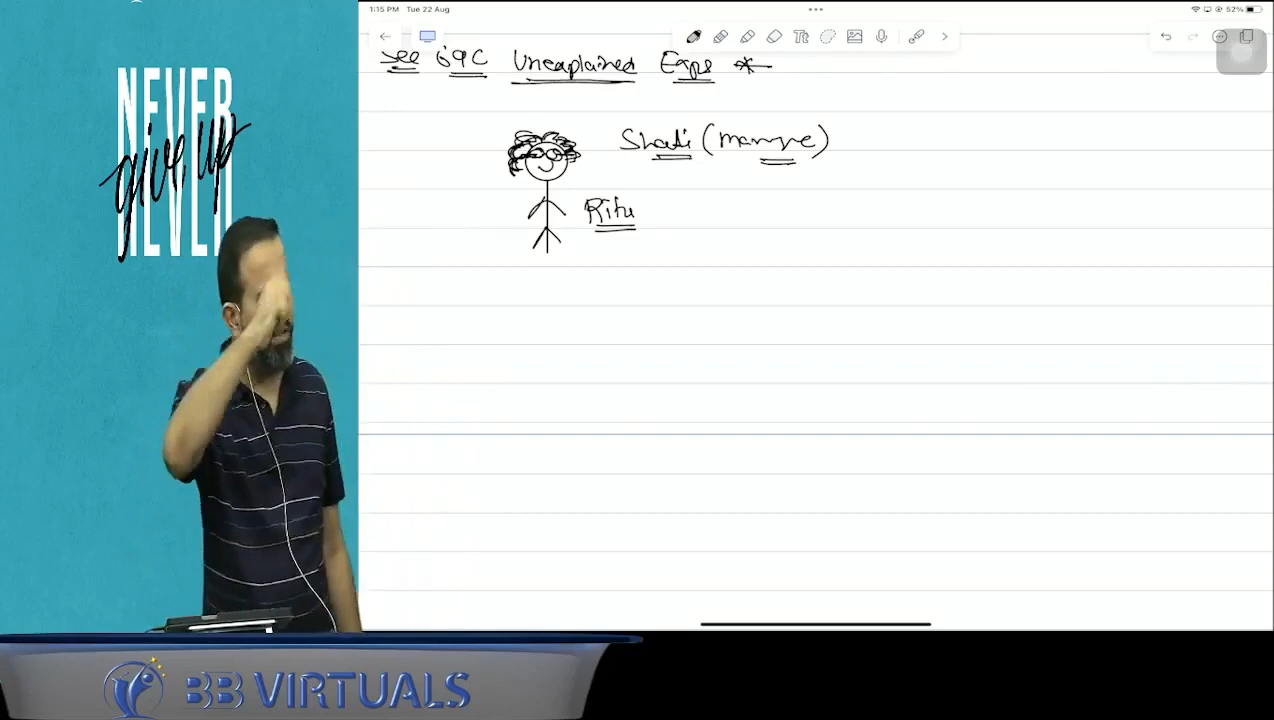 1:15 PM Tue 22 Aug
52%
See 69C Unexplained Exps *
NEVER
give up
NEVER
Shadi (marriage)
Ritu
BB VIRTUALS